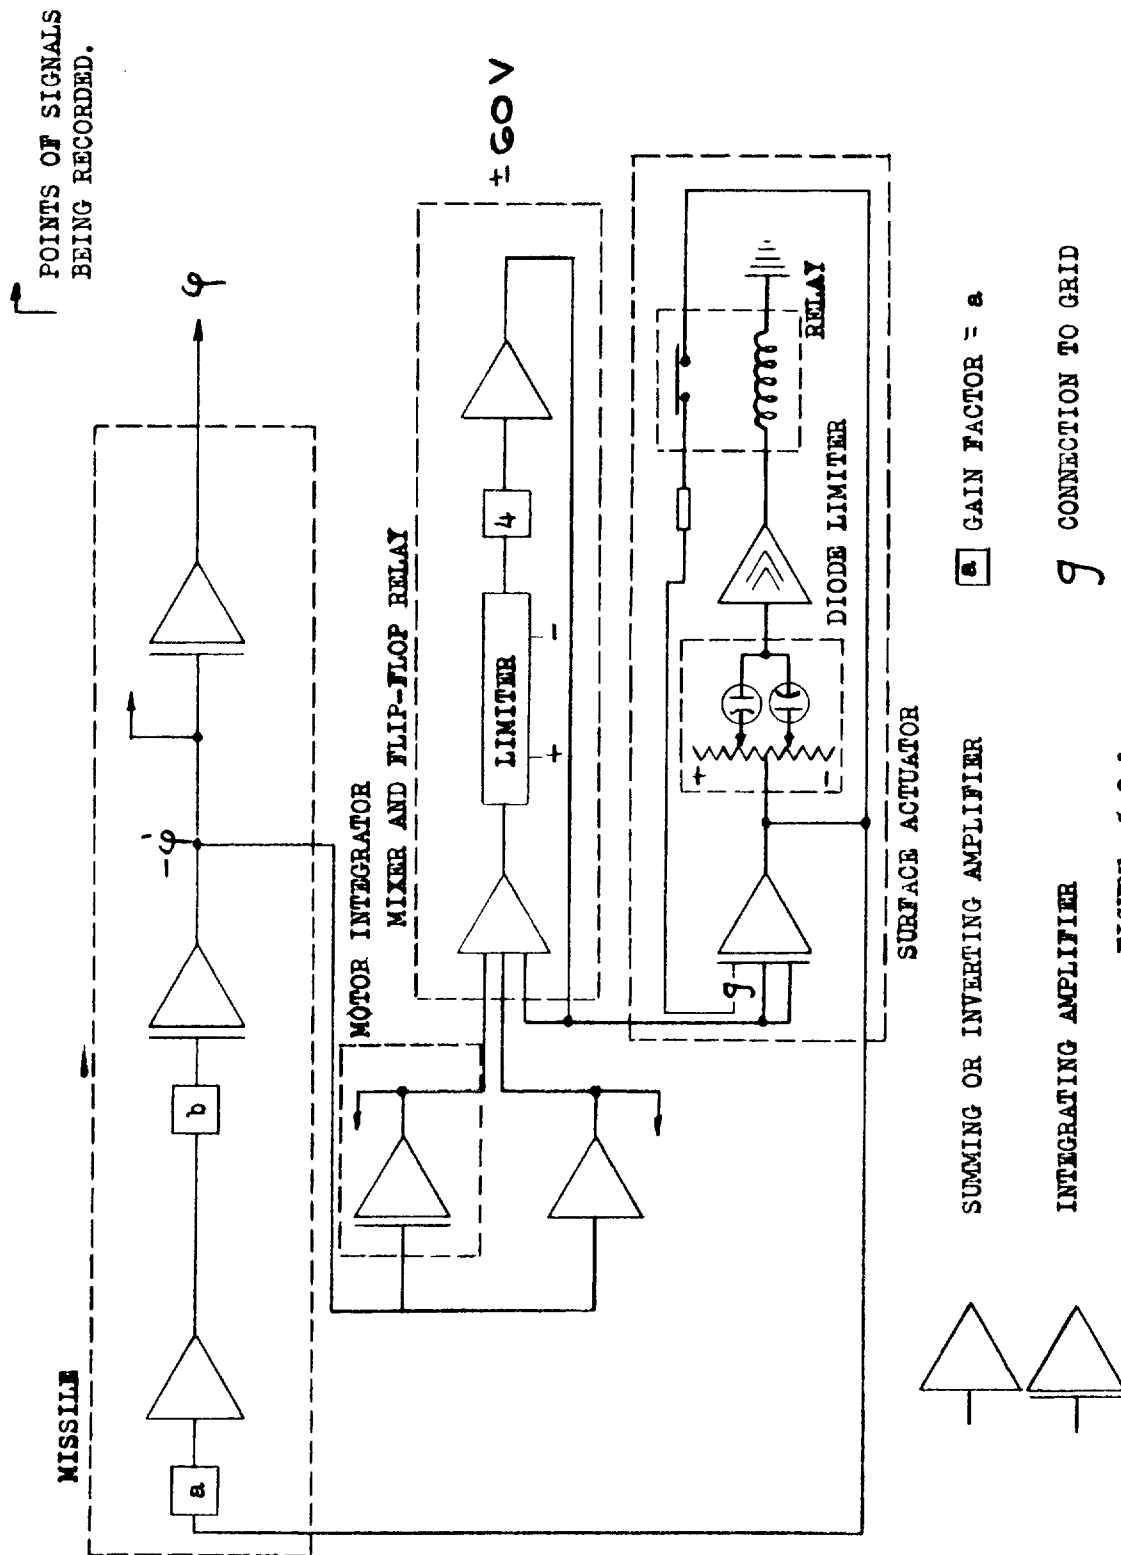 POINTS OF SIGNALS
BEING RECORDED.
MISSILE
a
b
-φ̇
φ
MOTOR INTEGRATOR
MIXER AND FLIP-FLOP RELAY
LIMITER
+
-
4
± 60V
g
+
-
DIODE LIMITER
RELAY
SURFACE ACTUATOR
SUMMING OR INVERTING AMPLIFIER
a GAIN FACTOR = a
INTEGRATING AMPLIFIER
g CONNECTION TO GRID